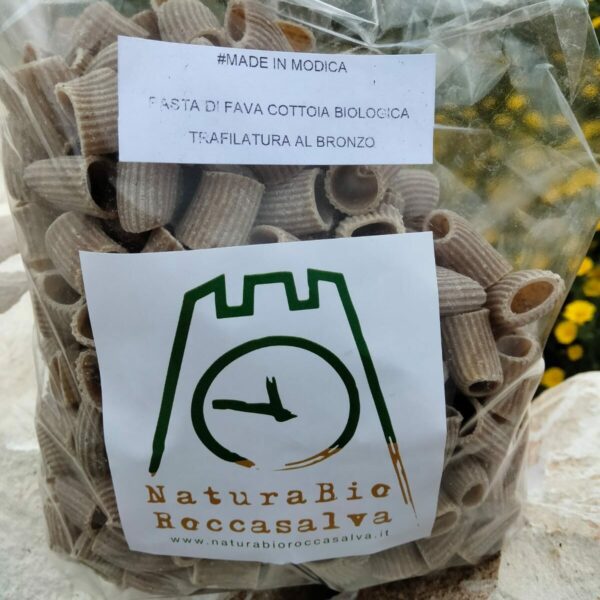 #MADE IN MODICA
PASTA DI FAVA COTTOIA BIOLOGICA
TRAFILATURA AL BRONZO
NaturaBio
Roccasalva
www.naturabioroccasalva.it